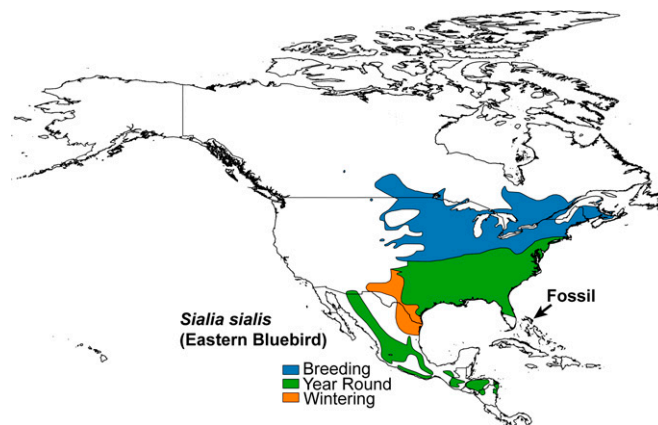 Fossil
Sialia sialis
(Eastern Bluebird)
Breeding
Year Round
Wintering